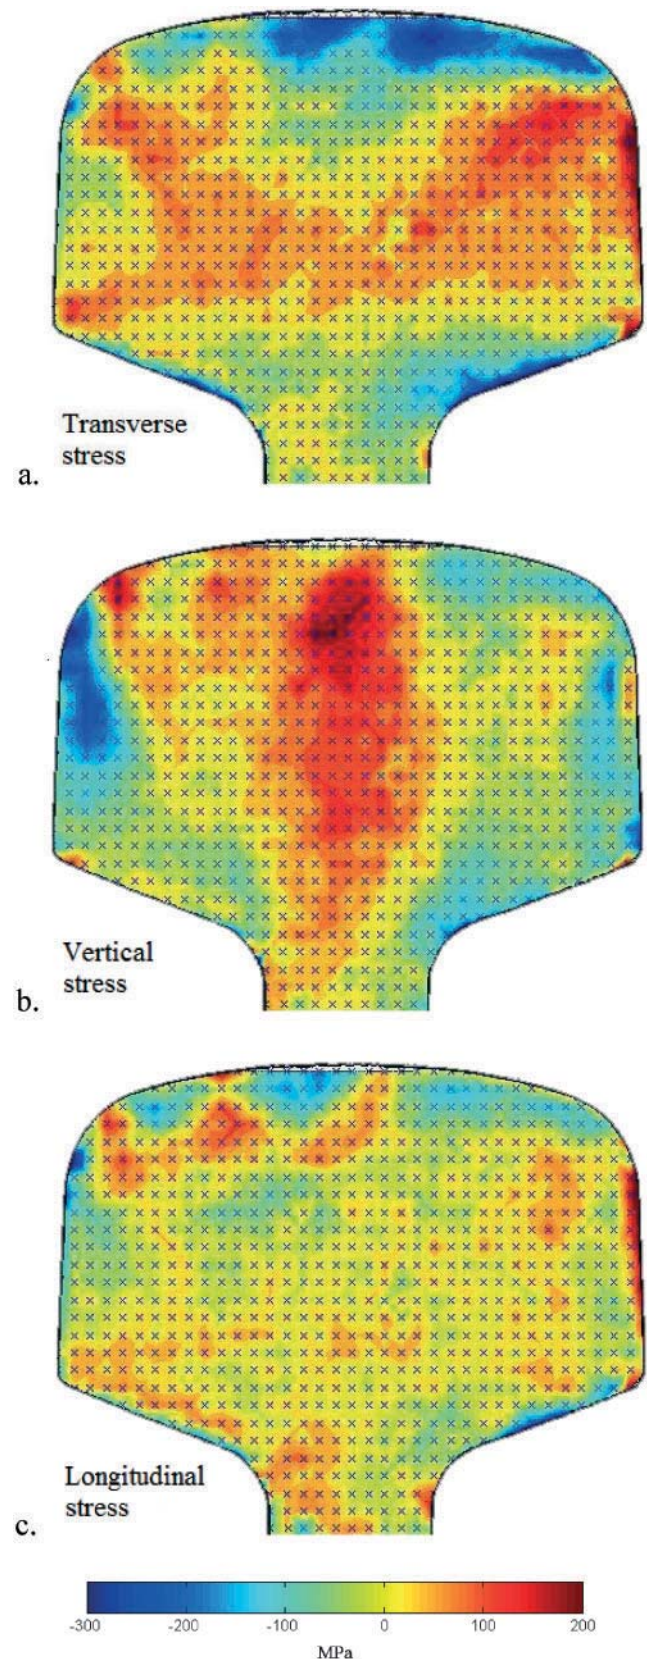 Transverse
stress
a.
Vertical
stress
b.
Longitudinal
stress
c.
-300 -200 -100 0 100 200
MPa